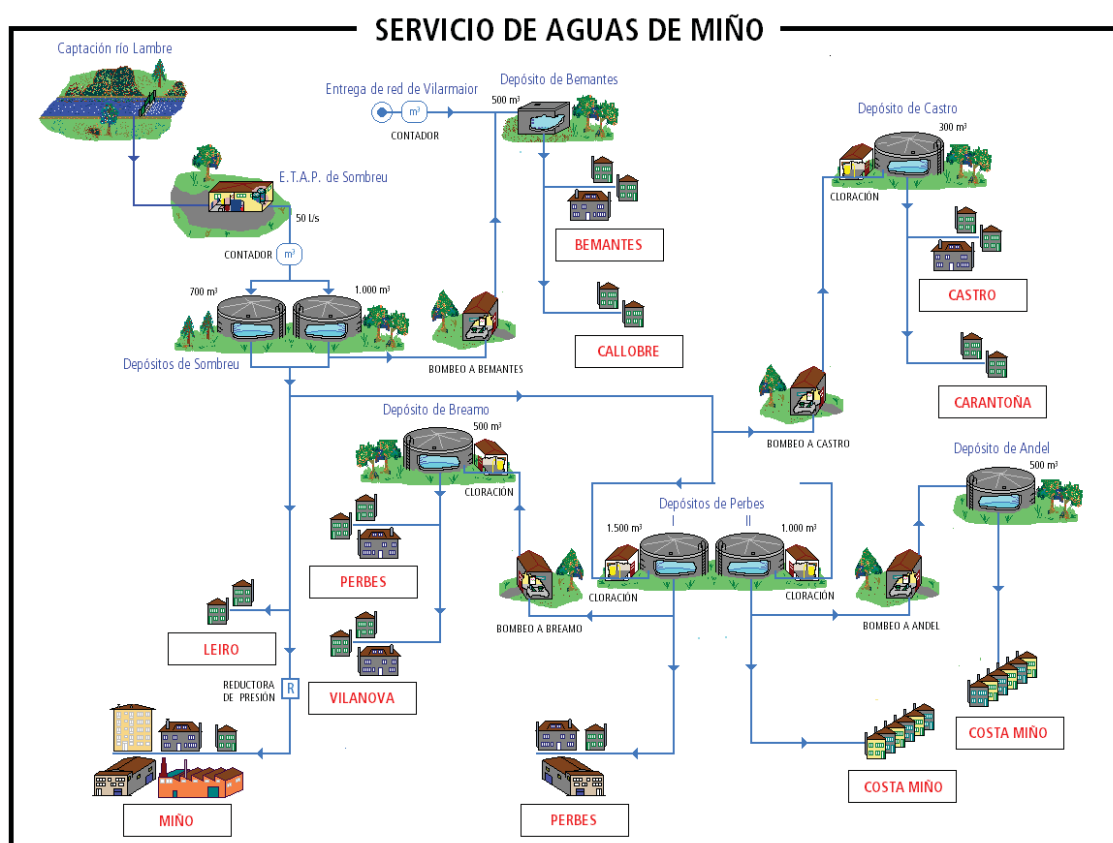 SERVICIO DE AGUAS DE MIÑO
Captación río Lambre
Entrega de red de Vilarmaior
m³
CONTADOR
Depósito de Bemantes
500 m³
Depósito de Castro
300 m³
CLORACIÓN
E.T.A.P. de Sombreu
50 L/s
CONTADOR
m³
BEMANTES
CASTRO
700 m³
1.000 m³
Depósitos de Sombreu
BOMBEO A BEMANTES
CALLOBRE
CARANTOÑA
BOMBEO A CASTRO
Depósito de Breamo
500 m³
CLORACIÓN
Depósito de Andel
500 m³
Depósitos de Perbes
I
II
1.500 m³
1.000 m³
CLORACIÓN
CLORACIÓN
PERBES
BOMBEO A BREAMO
BOMBEO A ANDEL
LEIRO
REDUCTORA
DE PRESIÓN
R
VILANOVA
COSTA MIÑO
COSTA MIÑO
MIÑO
PERBES